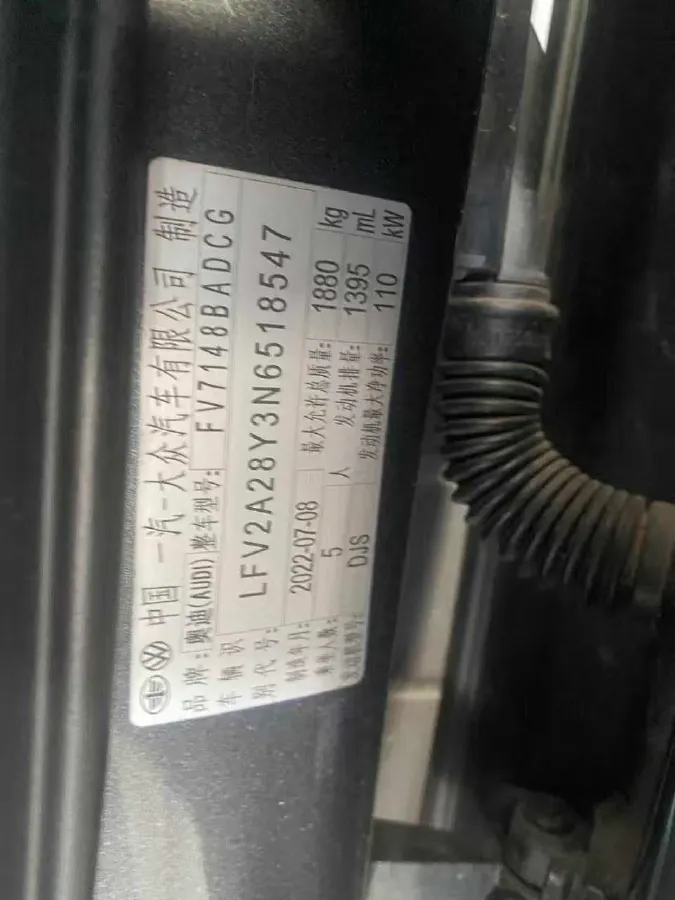 中国 一汽-大众汽车有限公司 制造
品牌:奥迪(AUDI) 整车型号: FV7148BADCG
车辆识别代号: LFV2A28Y3N6518547
制造年月: 2022-07-08 最大允许总质量: 1880 kg
乘坐人数: 5 人 发动机排量: 1395 mL
发动机型号: DJS 发动机最大净功率: 110 kW